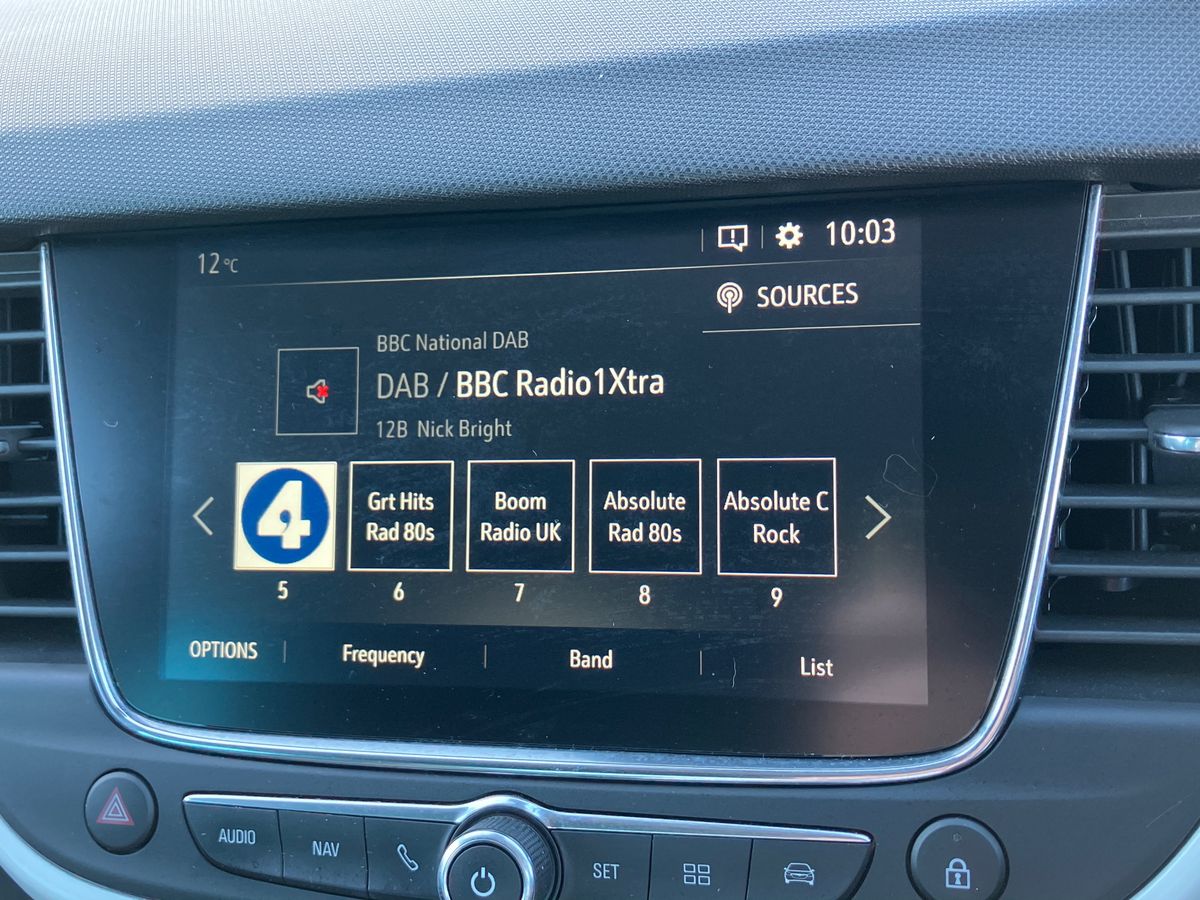 12 °C
10:03
SOURCES
BBC National DAB
DAB / BBC Radio1Xtra
12B Nick Bright
4
Grt Hits
Rad 80s
Boom
Radio UK
Absolute
Rad 80s
Absolute C
Rock
5 6 7 8 9
OPTIONS Frequency Band List
AUDIO NAV SET